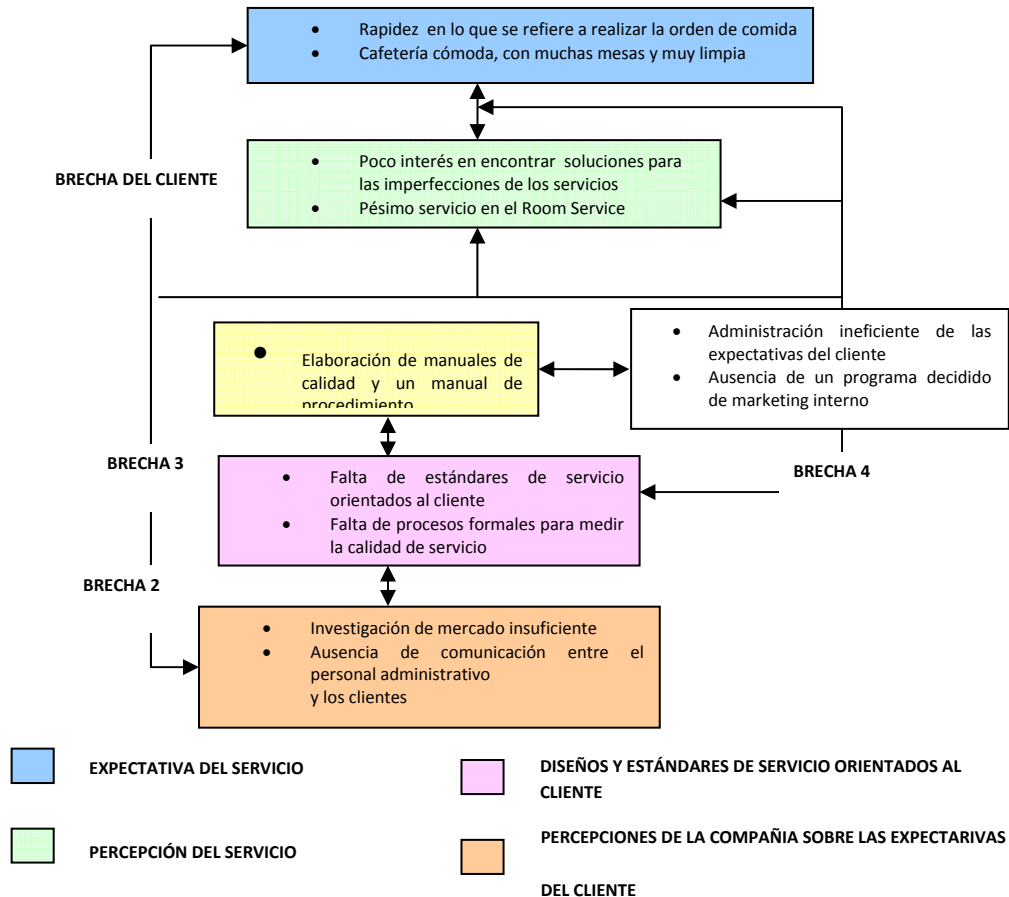 • Rapidez en lo que se refiere a realizar la orden de comida
• Cafetería cómoda, con muchas mesas y muy limpia
BRECHA DEL CLIENTE
• Poco interés en encontrar soluciones para
las imperfecciones de los servicios
• Pésimo servicio en el Room Service
• Elaboración de manuales de
calidad y un manual de
procedimiento
• Administración ineficiente de las
expectativas del cliente
• Ausencia de un programa decidido
de marketing interno
BRECHA 3
BRECHA 4
• Falta de estándares de servicio
orientados al cliente
• Falta de procesos formales para medir
la calidad de servicio
BRECHA 2
• Investigación de mercado insuficiente
• Ausencia de comunicación entre el
personal administrativo
y los clientes
EXPECTATIVA DEL SERVICIO
DISEÑOS Y ESTÁNDARES DE SERVICIO ORIENTADOS AL
CLIENTE
PERCEPCIÓN DEL SERVICIO
PERCEPCIONES DE LA COMPAÑIA SOBRE LAS EXPECTARIVAS
DEL CLIENTE